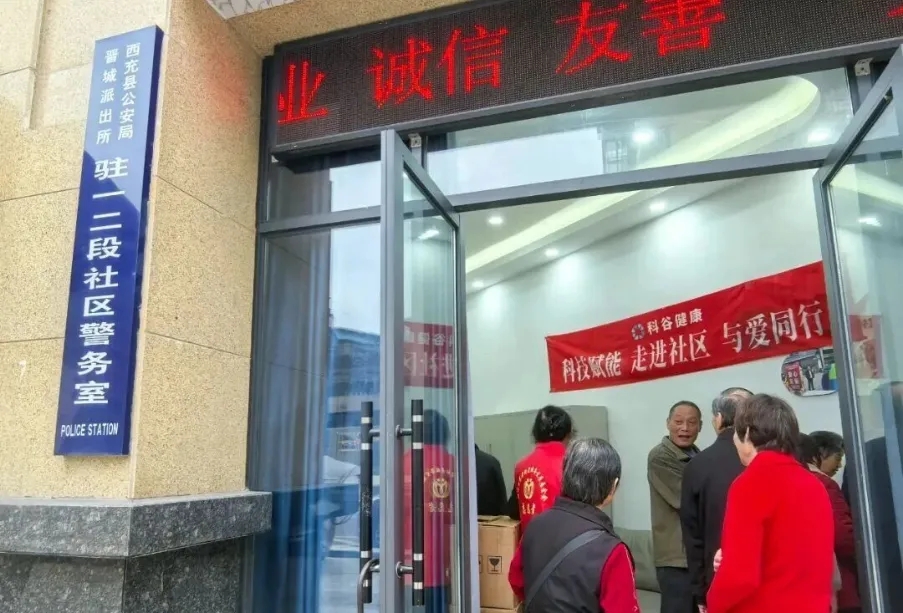 业 诚信 友善
西充县公安局
晋城派出所
驻一二段社区警务室
POLICE STATION
科谷健康
科技赋能 走进社区 与爱同行